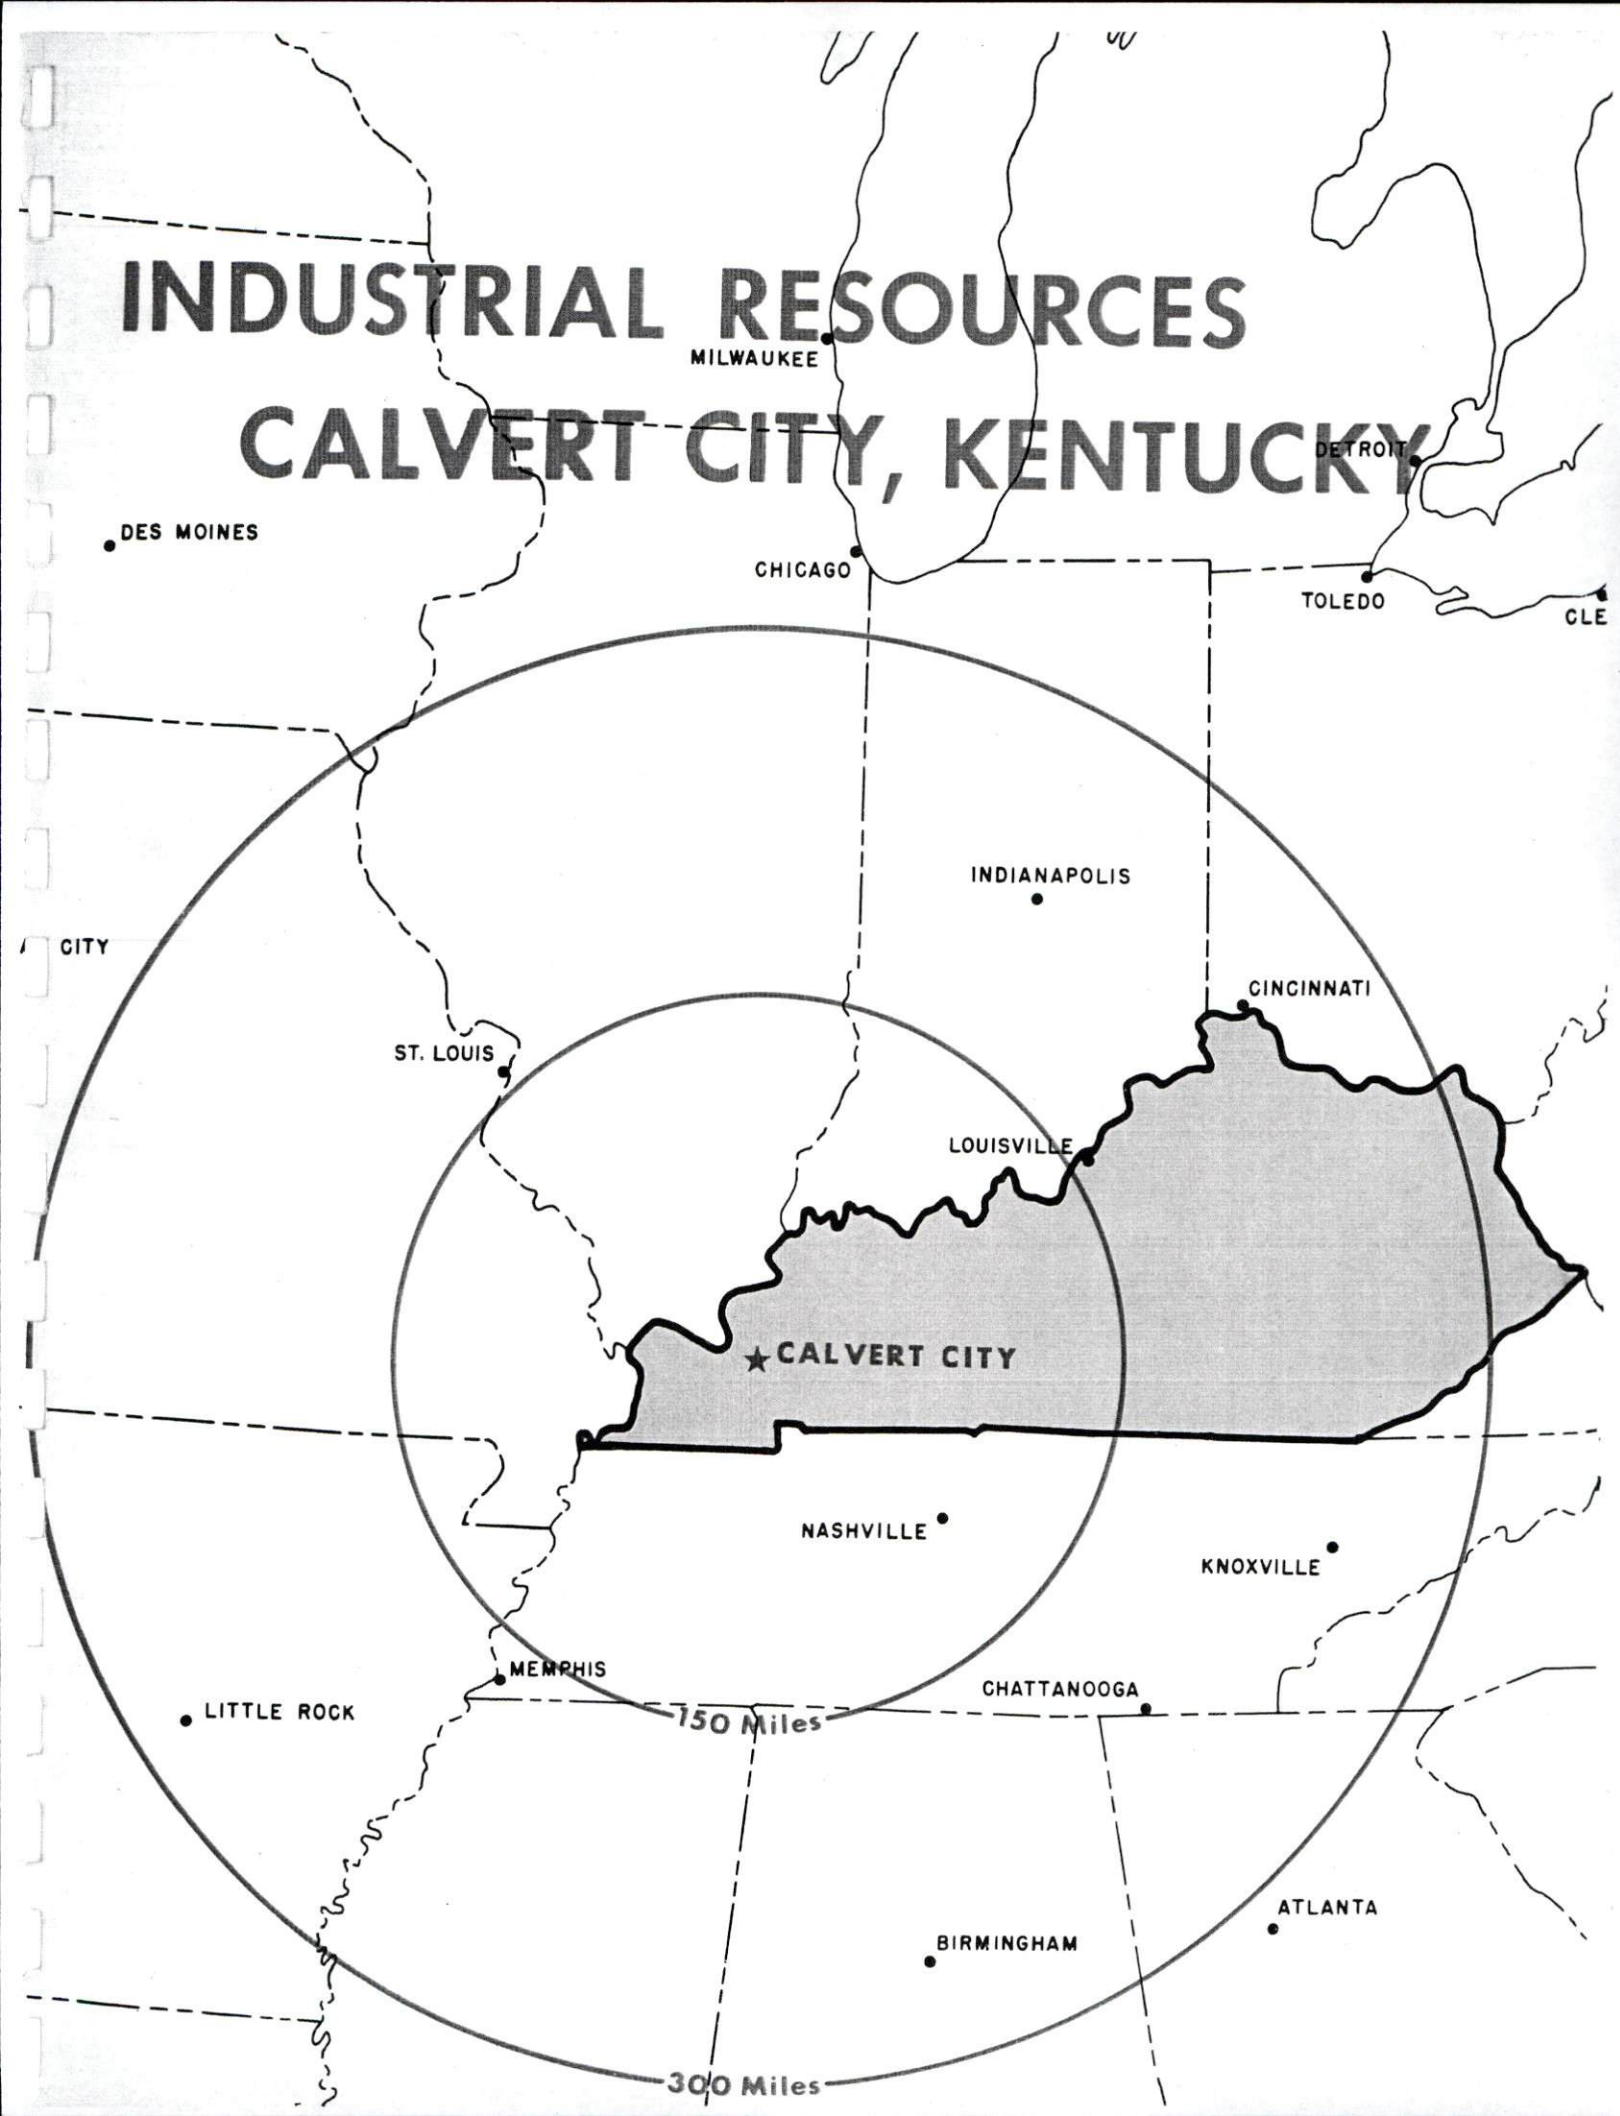 INDUSTRIAL RESOURCES
MILWAUKEE
CALVERT CITY, KENTUCKY
DETROIT
DES MOINES
CHICAGO
TOLEDO
CLE
INDIANAPOLIS
CITY
CINCINNATI
ST. LOUIS
LOUISVILLE
CALVERT CITY
NASHVILLE
KNOXVILLE
MEMPHIS
CHATTANOOGA
LITTLE ROCK
150 Miles
ATLANTA
BIRMINGHAM
300 Miles